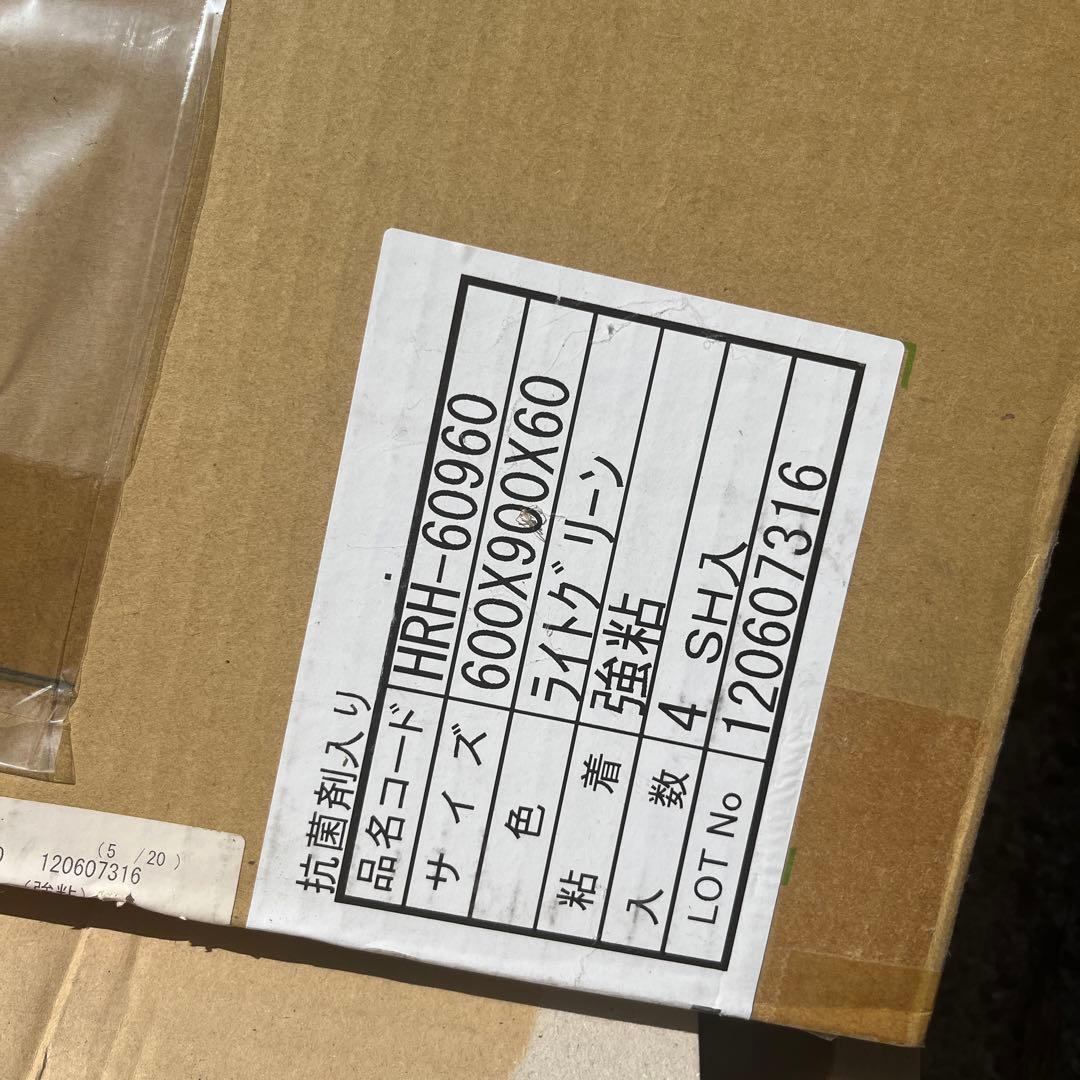 抗菌剤入り
品名コード HRH-60960
サイズ 600X900X60
色 ライトグリーン
粘着 強粘
入数 4 SH入
LOT No 120607316
(5 /20 )
120607316
(強粘)